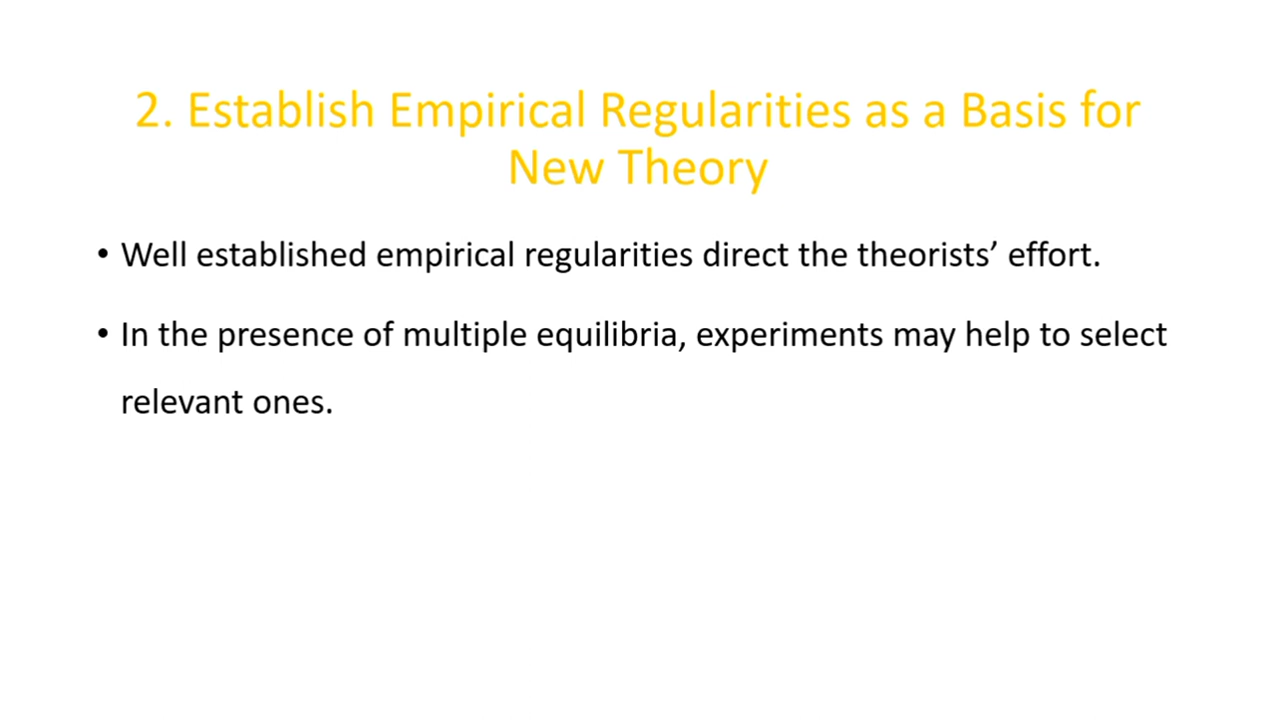 2. Establish Empirical Regularities as a Basis for
New Theory
• Well established empirical regularities direct the theorists’ effort.
• In the presence of multiple equilibria, experiments may help to select
relevant ones.